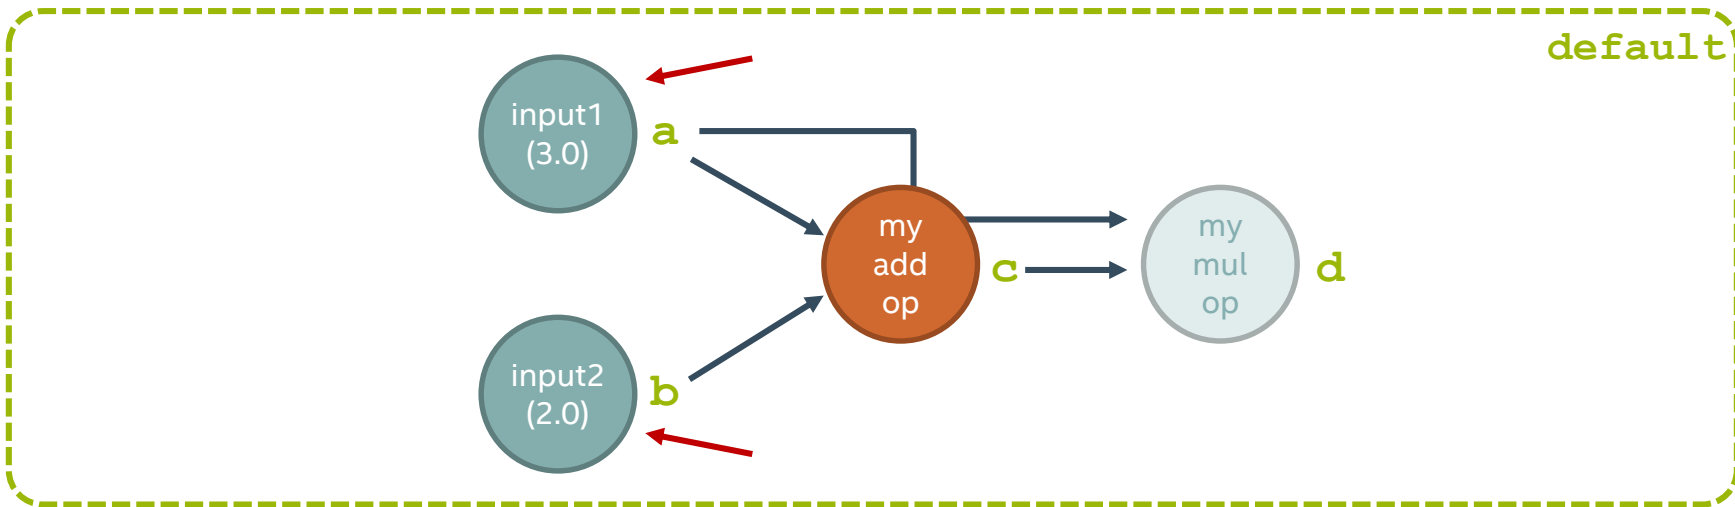 default
input1
(3.0)
a
my
add
op
c
my
mul
op
d
input2
(2.0)
b